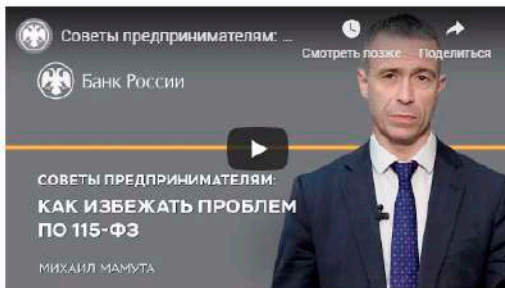 Советы предпринимателям: ...
Смотреть позже
Поделиться
Банк России
СОВЕТЫ ПРЕДПРИНИМАТЕЛЯМ:
КАК ИЗБЕЖАТЬ ПРОБЛЕМ
ПО 115-ФЗ
МИХАИЛ МАМУТА